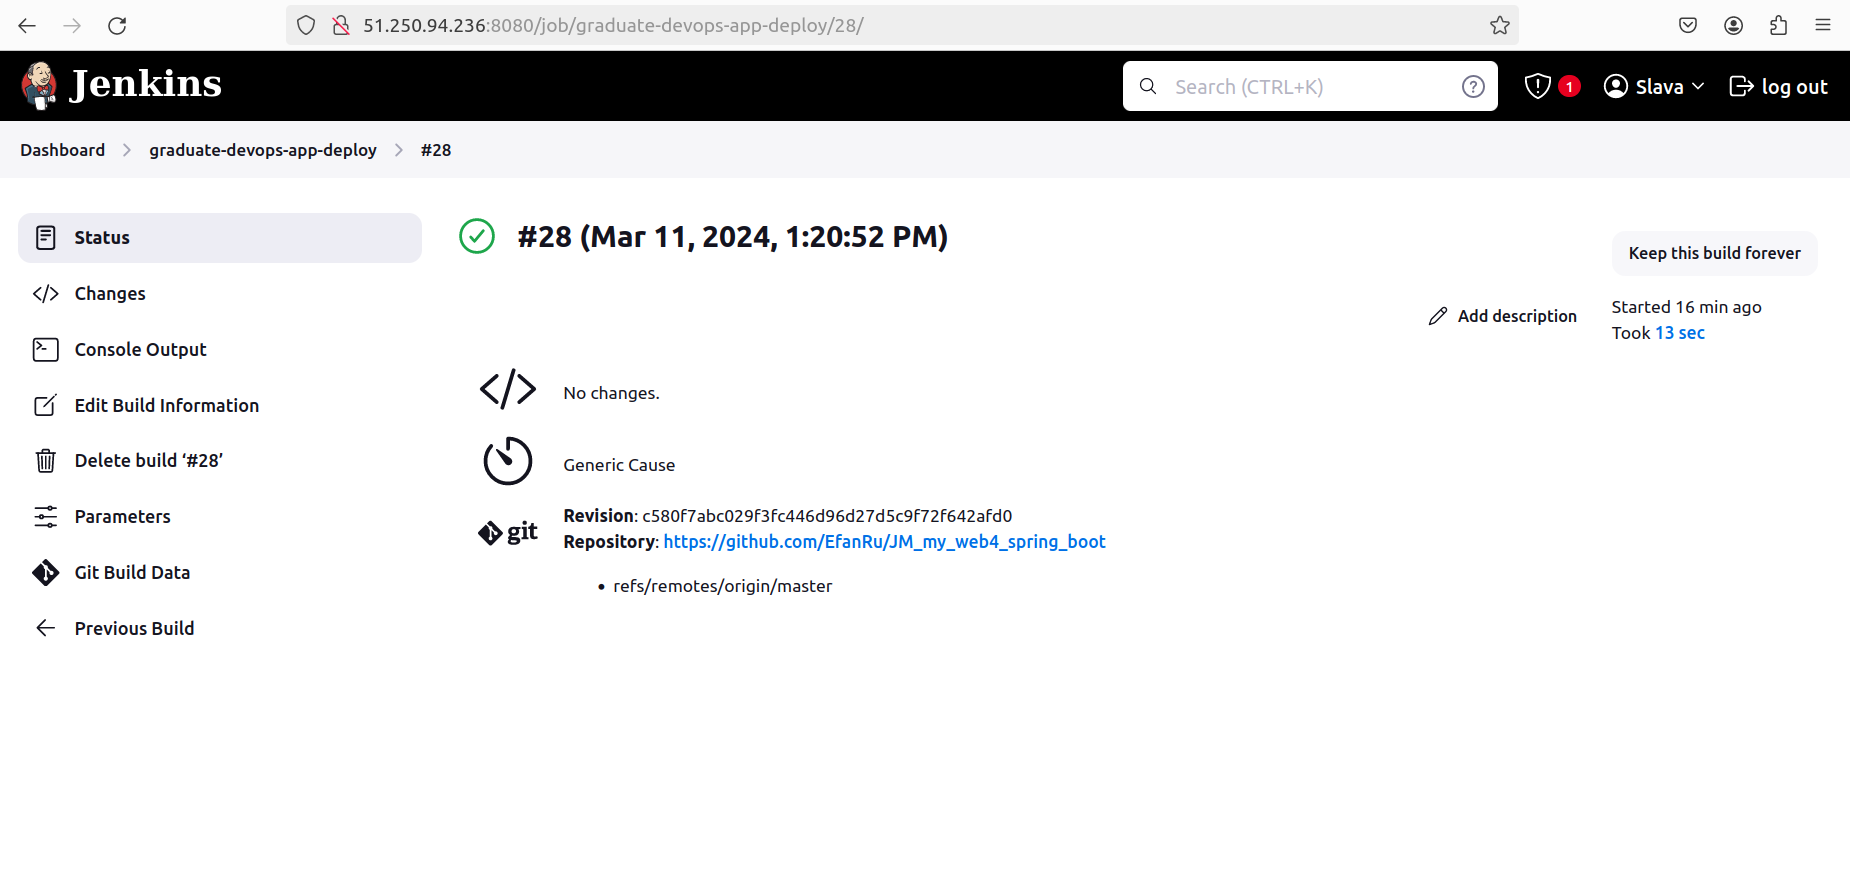 51.250.94.236:8080/job/graduate-devops-app-deploy/28/
Jenkins
Search (CTRL+K)
?
!
1
Slava
log out
Dashboard
graduate-devops-app-deploy
#28
Status
Changes
Console Output
Edit Build Information
Delete build ‘#28’
Parameters
Git Build Data
Previous Build
#28 (Mar 11, 2024, 1:20:52 PM)
Keep this build forever
Add description
Started 16 min ago
Took 13 sec
No changes.
Generic Cause
git
Revision: c580f7abc029f3fc446d96d27d5c9f72f642afd0
Repository: https://github.com/EfanRu/JM_my_web4_spring_boot
• refs/remotes/origin/master